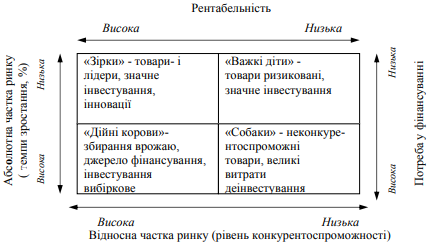 Рентабельність
Висока Низька
«Зірки» - товари- і
лідери, значне
інвестування,
інновації
«Важкі діти» -
товари ризиковані,
значне інвестування
«Дійні корови»-
збирання врожаю,
джерело фінансування,
інвестування
вибіркове
«Собаки» - неконкуре-
нтоспроможні
товари, великі
витрати
деінвестування
Абсолютна частка ринку
( темпи зростання, %)
Низька
Висока
Низька
Висока
Потреба у фінансуванні
Висока Низька
Відносна частка ринку (рівень конкурентоспроможності)